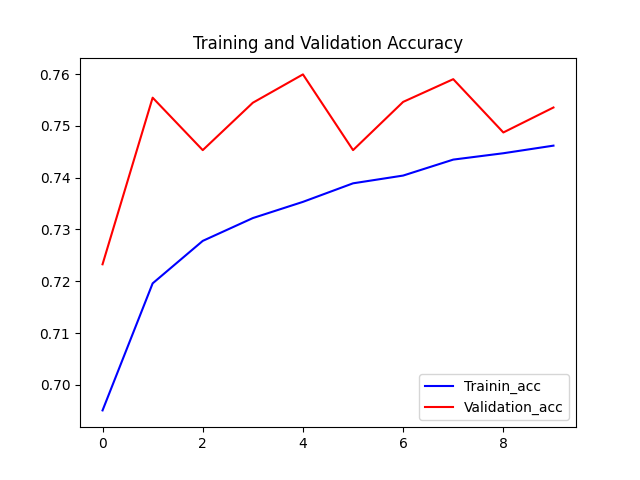 Training and Validation Accuracy
0.76
0.75
0.74
0.73
0.72
0.71
0.70
Trainin_acc
Validation_acc
0 2 4 6 8